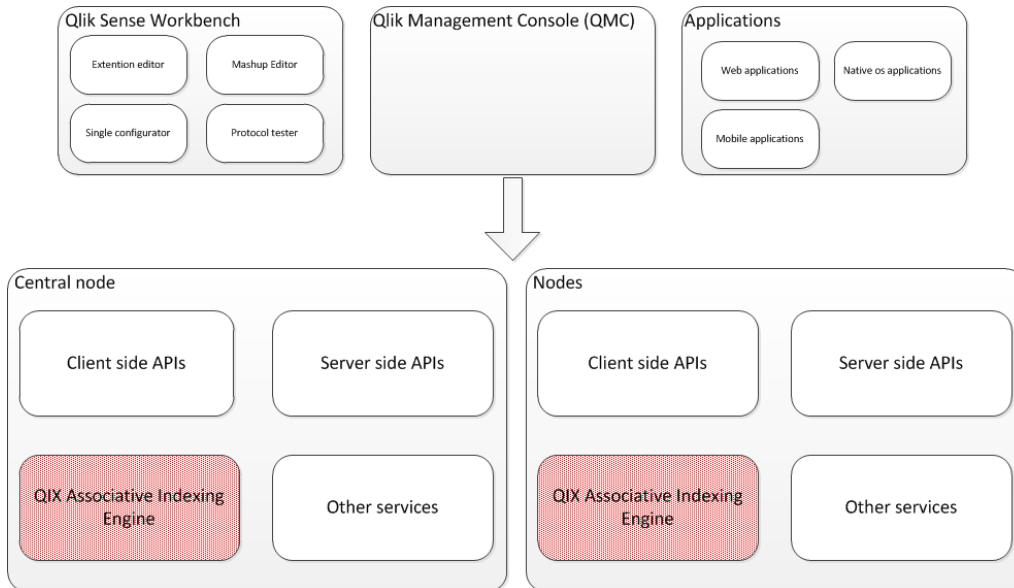 Qlik Sense Workbench
Extention editor
Mashup Editor
Single configurator
Protocol tester
Qlik Management Console (QMC)
Applications
Web applications
Native os applications
Mobile applications
Central node
Client side APIs
Server side APIs
QIX Associative Indexing
Engine
Other services
Nodes
Client side APIs
Server side APIs
QIX Associative Indexing
Engine
Other services